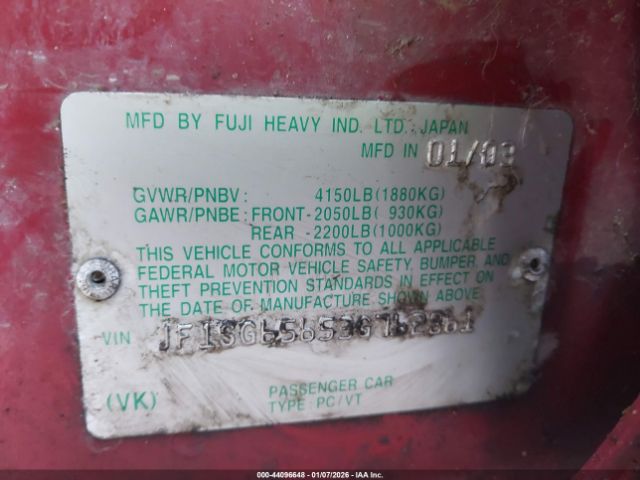 MFD BY FUJI HEAVY IND. LTD., JAPAN
MFD IN 01/03
GVWR/PNBV: 4150LB(1880KG)
GAWR/PNBE: FRONT-2050LB( 930KG)
REAR -2200LB(1000KG)
THIS VEHICLE CONFORMS TO ALL APPLICABLE
FEDERAL MOTOR VEHICLE SAFETY, BUMPER, AND
THEFT PREVENTION STANDARDS IN EFFECT ON
THE DATE OF MANUFACTURE SHOWN ABOVE.
VIN
PASSENGER CAR
(VK) TYPE: PC/VT
000-44096648 - 01/07/2026 - IAA Inc.